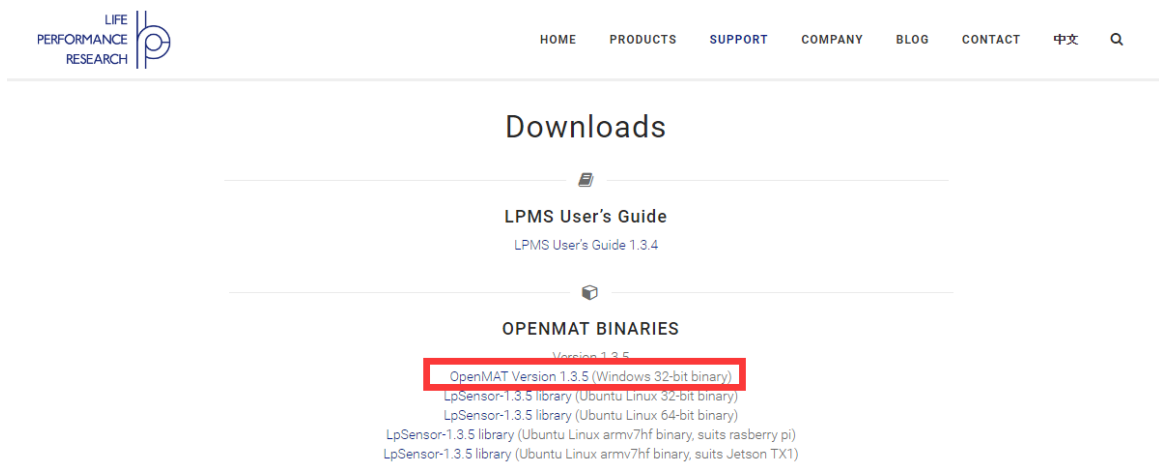 LIFE
PERFORMANCE
RESEARCH
HOME PRODUCTS SUPPORT COMPANY BLOG CONTACT 中文
Downloads
LPMS User's Guide
LPMS User's Guide 1.3.4
OPENMAT BINARIES
Version 1.3.5
OpenMAT Version 1.3.5 (Windows 32-bit binary)
LpSensor-1.3.5 library (Ubuntu Linux 32-bit binary)
LpSensor-1.3.5 library (Ubuntu Linux 64-bit binary)
LpSensor-1.3.5 library (Ubuntu Linux armv7hf binary, suits rasberry pi)
LpSensor-1.3.5 library (Ubuntu Linux armv7hf binary, suits Jetson TX1)